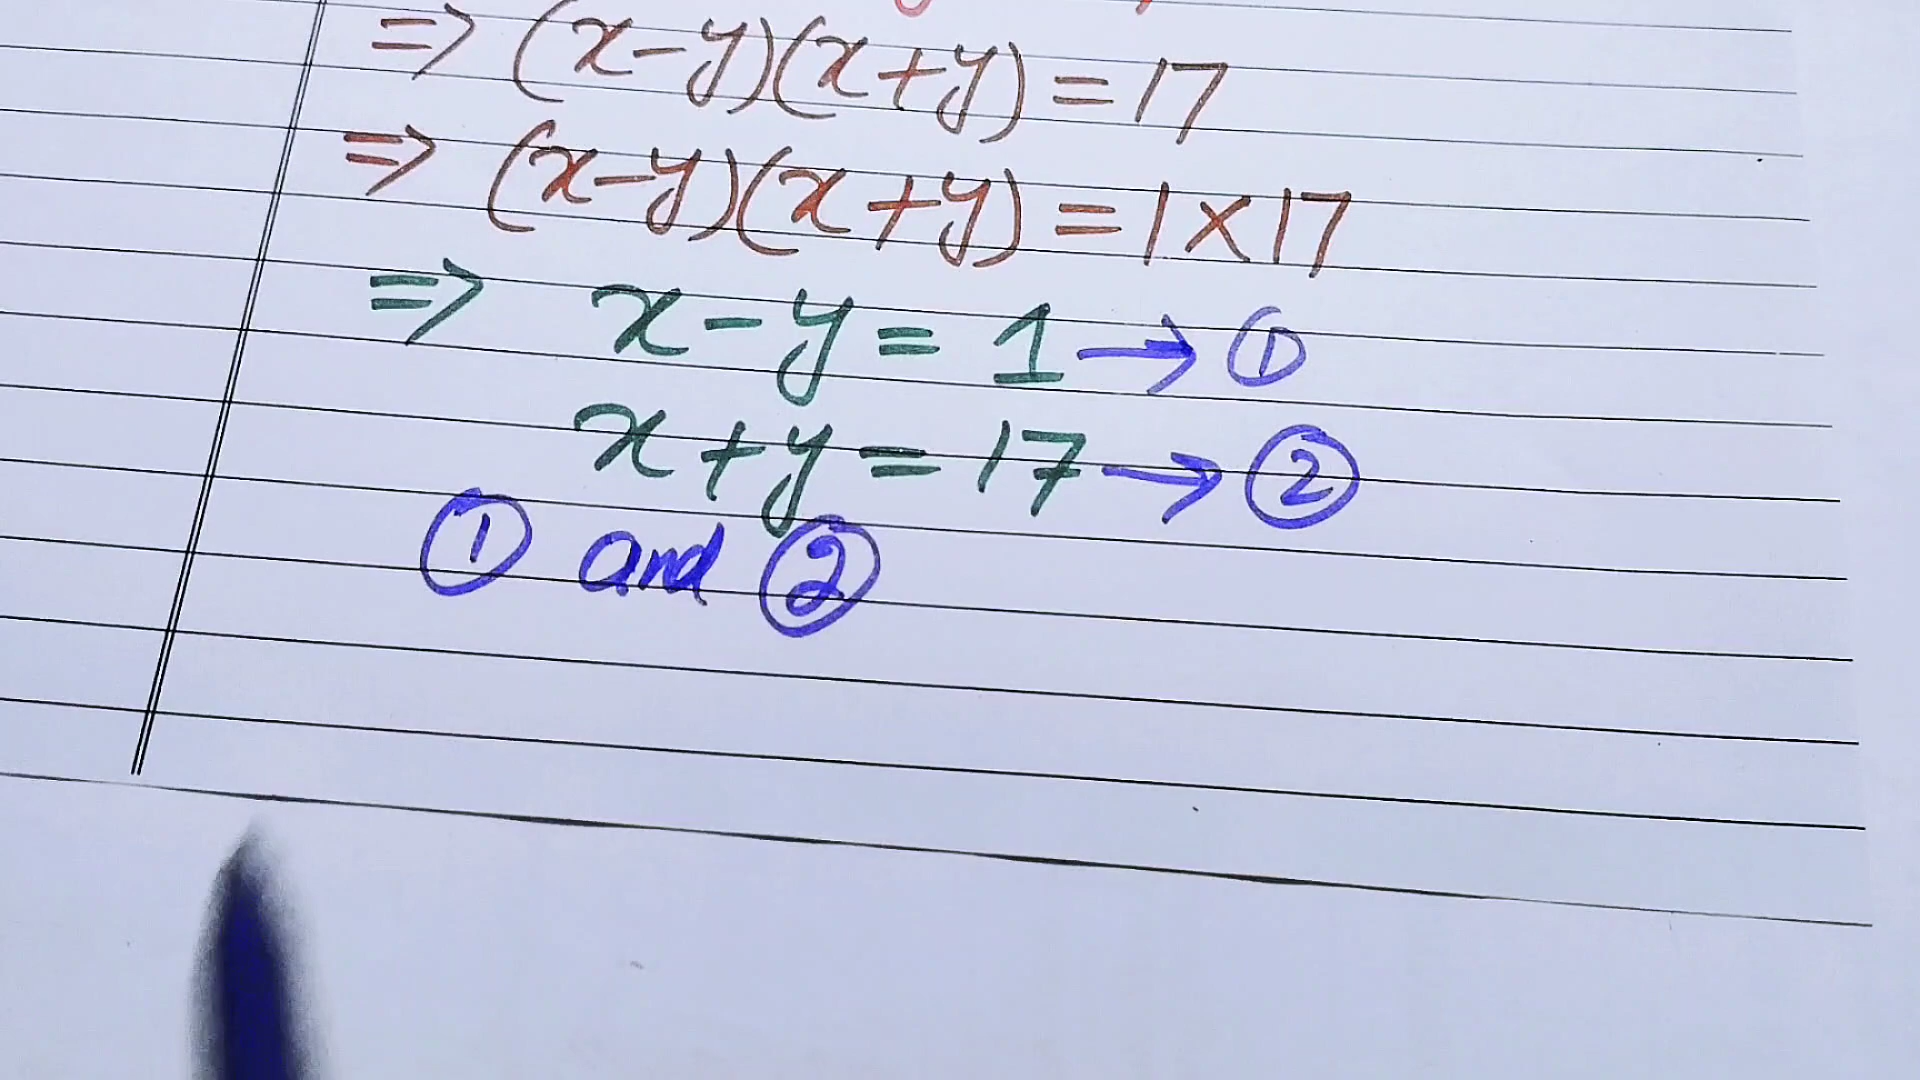 => (x-y)(x+y) = 17
=> (x-y)(x+y) = 1×17
=> x - y = 1 → ①
x + y = 17 → ②
① and ②